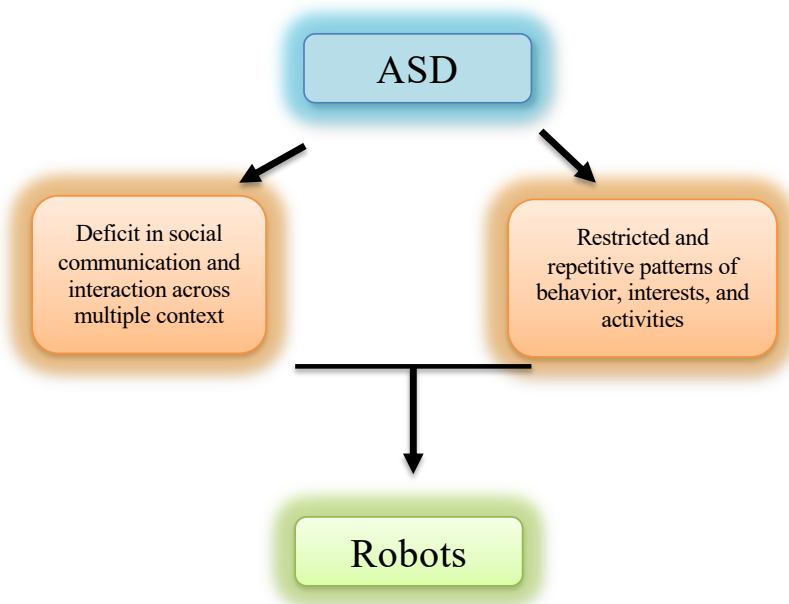 ASD
Deficit in social
communication and
interaction across
multiple context
Restricted and
repetitive patterns of
behavior, interests, and
activities
Robots